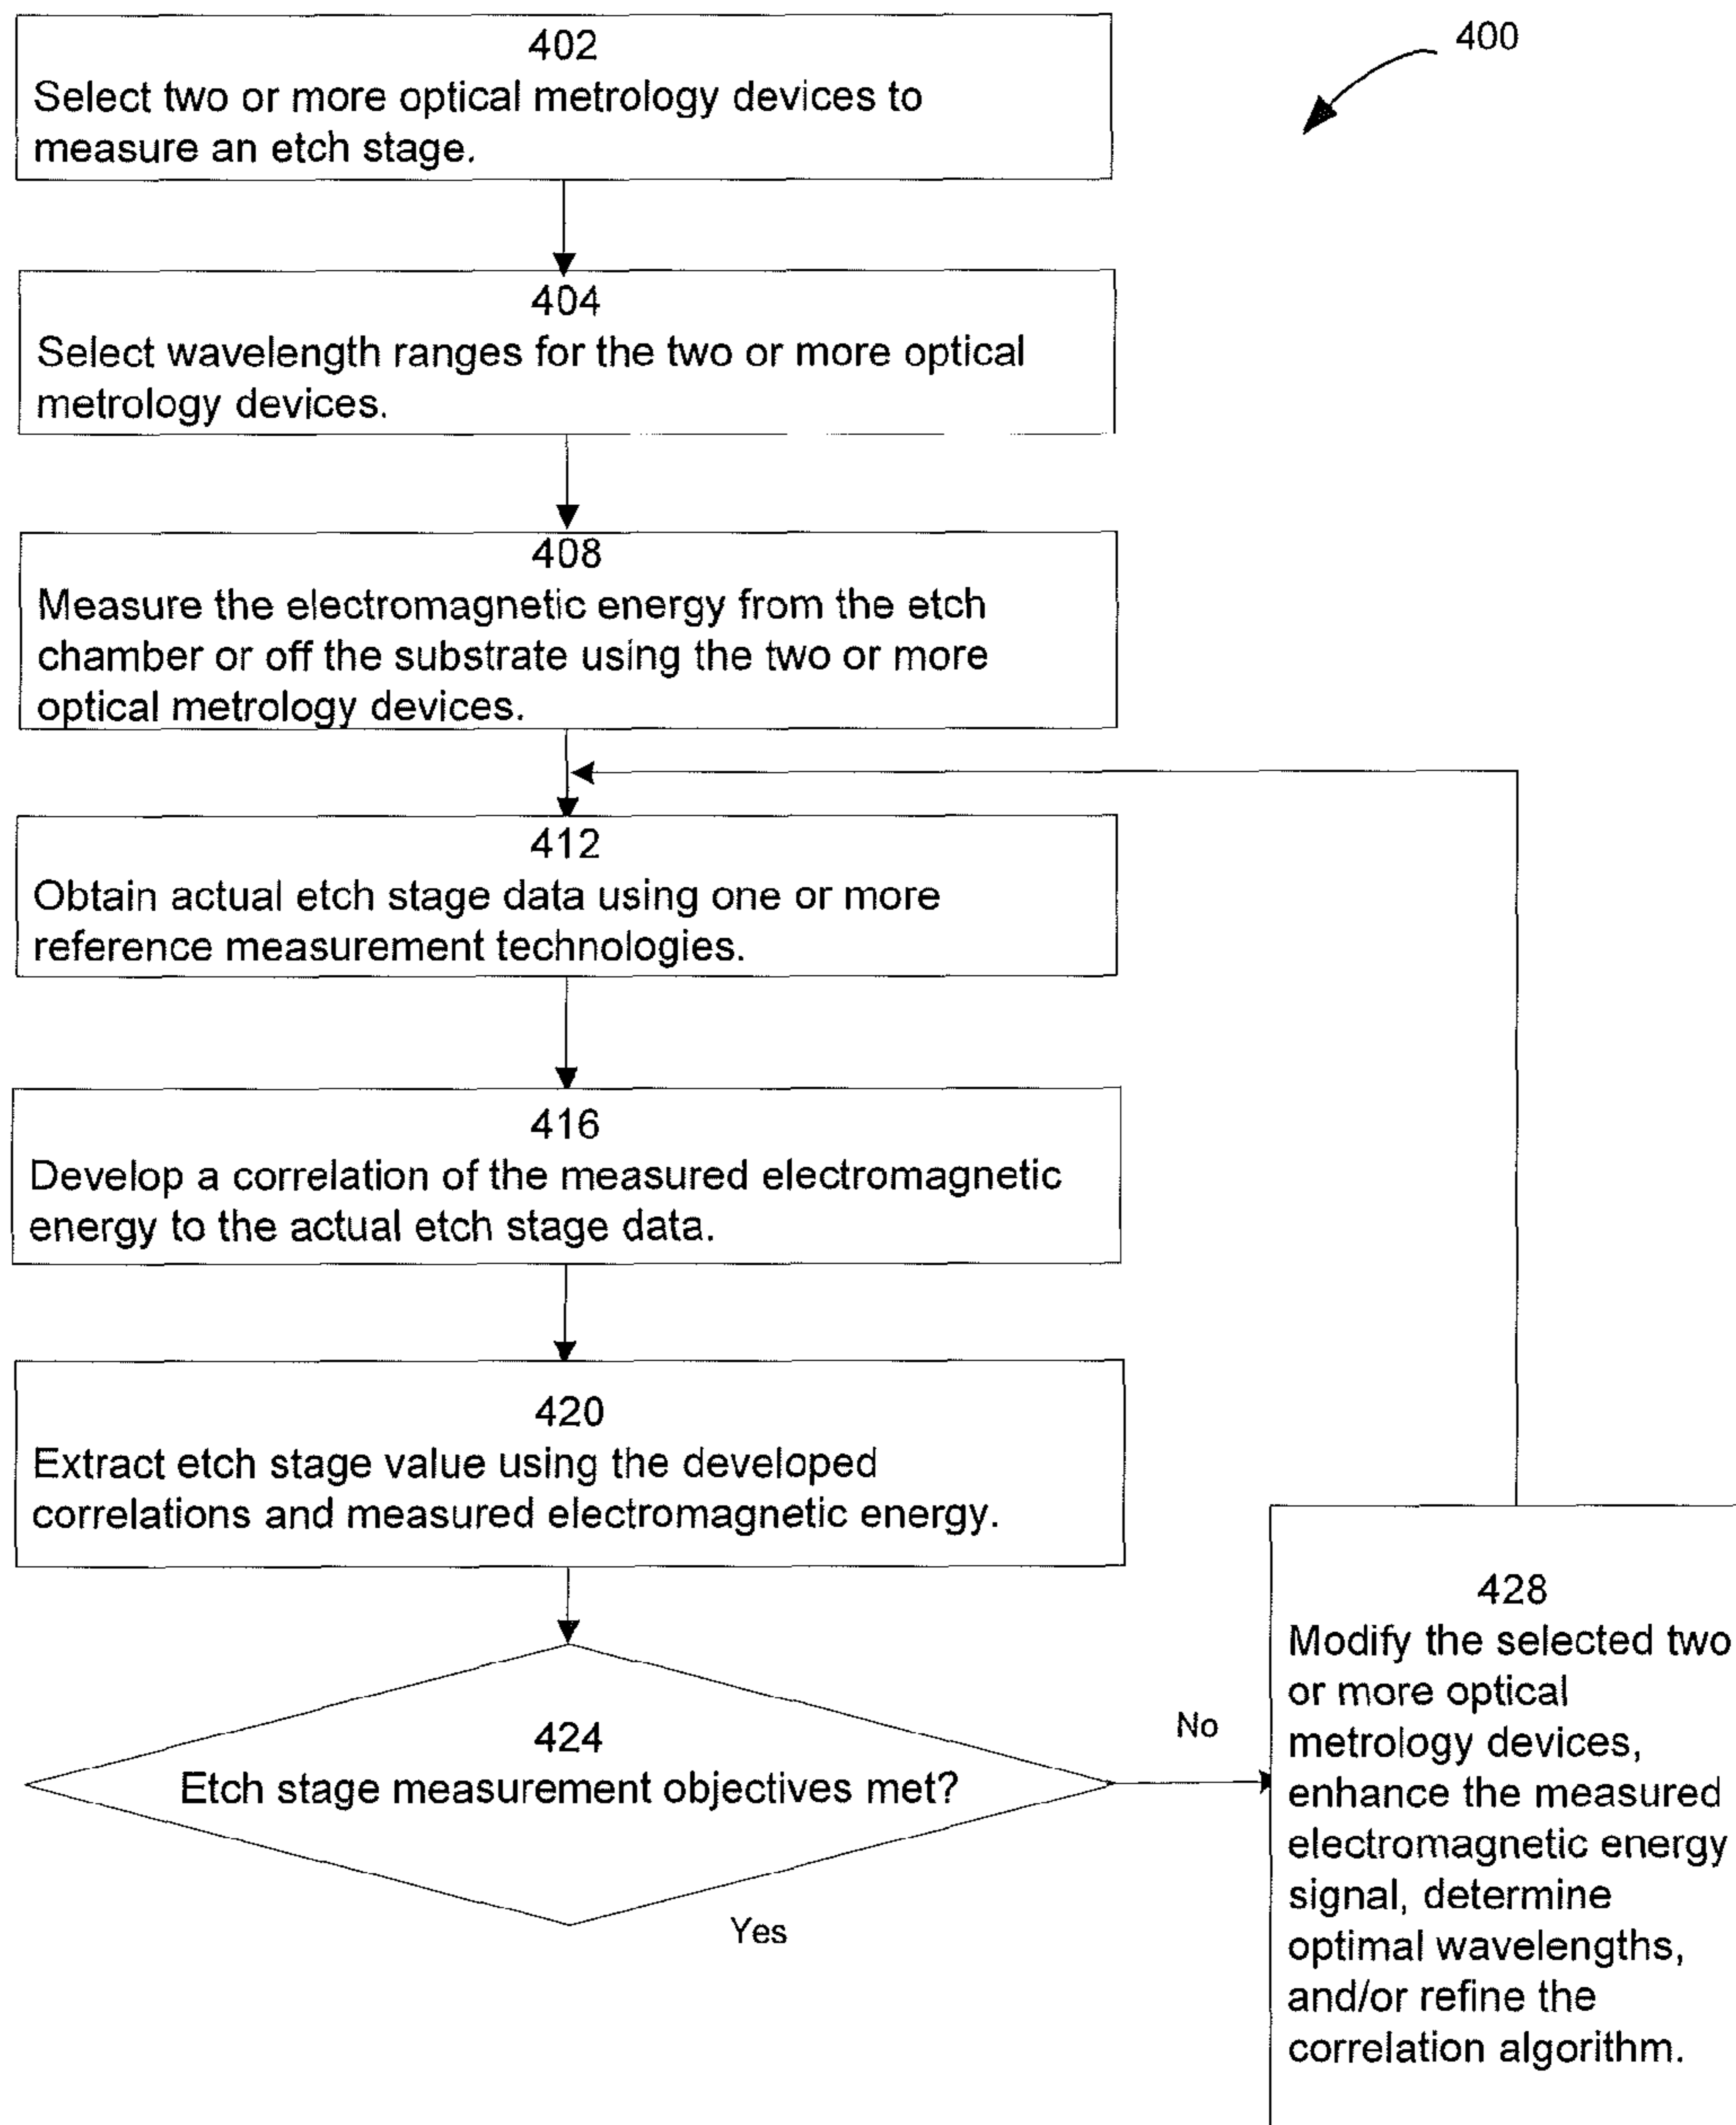 400
402
Select two or more optical metrology devices to
measure an etch stage.
404
Select wavelength ranges for the two or more optical
metrology devices.
408
Measure the electromagnetic energy from the etch
chamber or off the substrate using the two or more
optical metrology devices.
412
Obtain actual etch stage data using one or more
reference measurement technologies.
416
Develop a correlation of the measured electromagnetic
energy to the actual etch stage data.
420
Extract etch stage value using the developed
correlations and measured electromagnetic energy.
424
Etch stage measurement objectives met?
No
Yes
428
Modify the selected two
or more optical
metrology devices,
enhance the measured
electromagnetic energy
signal, determine
optimal wavelengths,
and/or refine the
correlation algorithm.